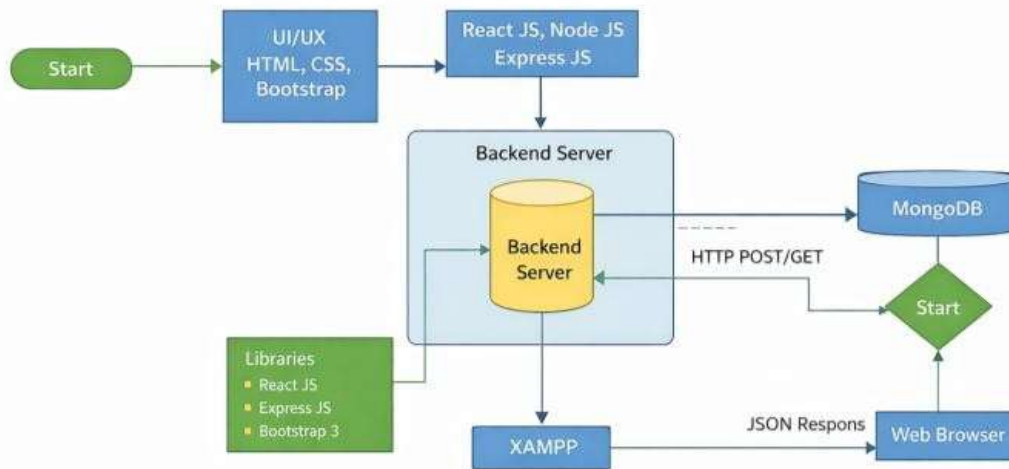 Start
UI/UX
HTML, CSS,
Bootstrap
React JS, Node JS
Express JS
Backend Server
Backend
Server
MongoDB
HTTP POST/GET
Start
Libraries
React JS
Express JS
Bootstrap 3
XAMPP
JSON Respons
Web Browser